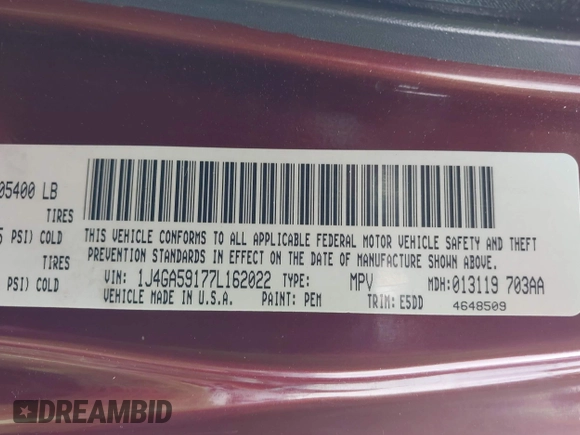 05400 LB
TIRES
PSI) COLD
TIRES
PSI) COLD
THIS VEHICLE CONFORMS TO ALL APPLICABLE FEDERAL MOTOR VEHICLE SAFETY AND THEFT
PREVENTION STANDARDS IN EFFECT ON THE DATE OF MANUFACTURE SHOWN ABOVE.
VIN: 1J4GA59177L162022 TYPE: MPV MDH: 013119 703AA
VEHICLE MADE IN U.S.A. PAINT: PEM TRIM: E5DD 4648509
DREAMBID